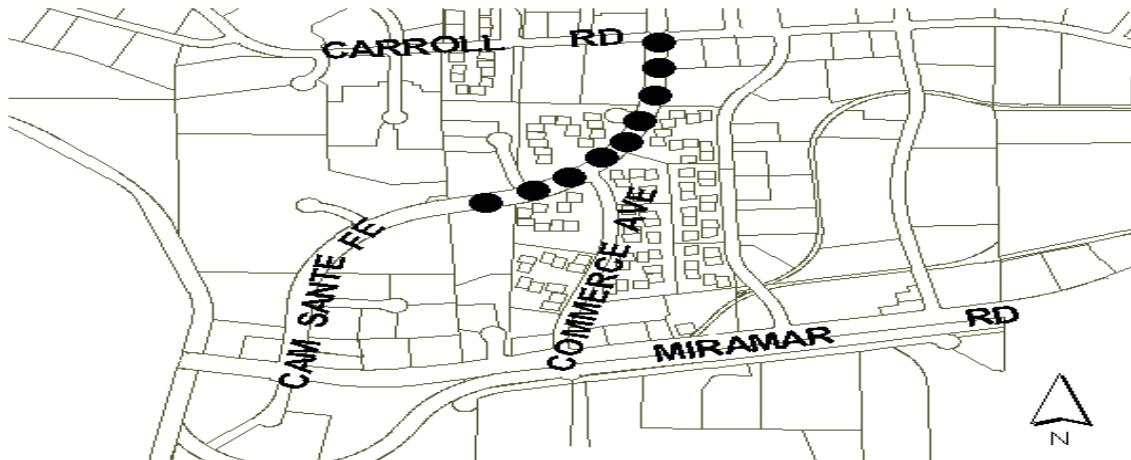 CARROLL RD
CAM SANTE FE
COMMERCE AVE
MIRAMAR RD
N